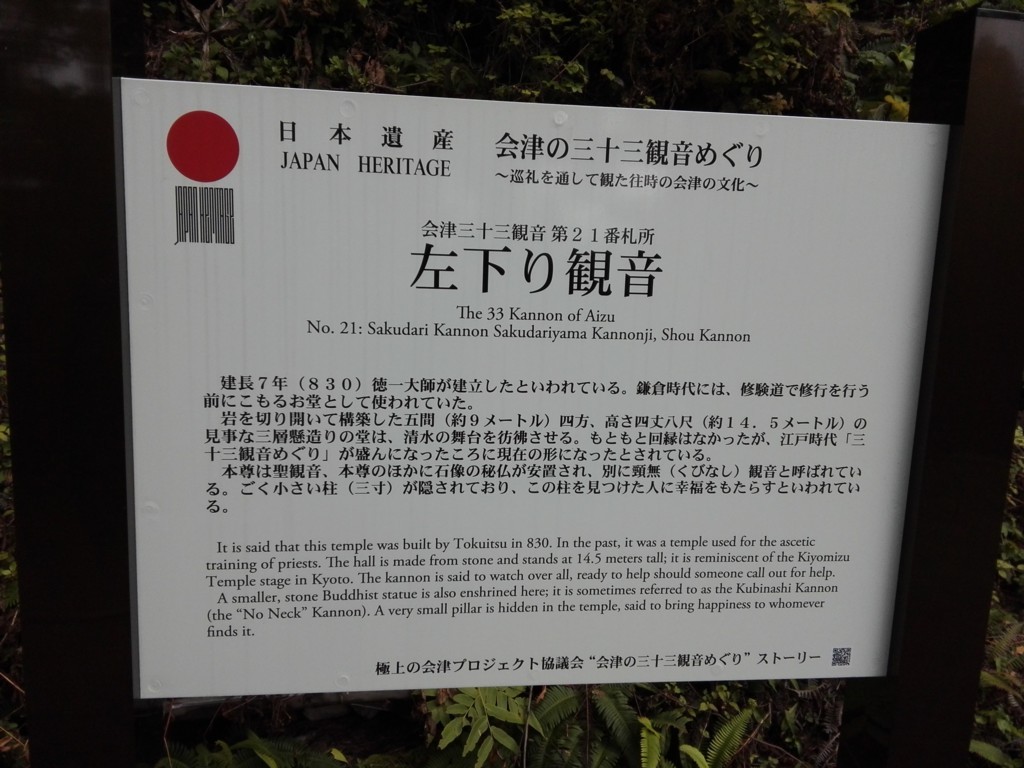 日本遺産
JAPAN HERITAGE
会津の三十三観音めぐり
～巡礼を通して観た往時の会津の文化～
JAPAN HERITAGE
会津三十三観音 第２１番札所
左下り観音
The 33 Kannon of Aizu
No. 21: Sakudari Kannon Sakudariyama Kannonji, Shou Kannon
建長７年（８３０）徳一大師が建立したといわれている。鎌倉時代には、修験道で修行を行う
前にこもるお堂として使われていた。
岩を切り開いて構築した五間（約９メートル）四方、高さ四丈八尺（約１４．５メートル）の
見事な三層懸造りの堂は、清水の舞台を彷彿させる。もともと回縁はなかったが、江戸時代「三
十三観音めぐり」が盛んになったころに現在の形になったとされている。
本尊は聖観音、本尊のほかに石像の秘仏が安置され、別に頸無（くびなし）観音と呼ばれてい
る。ごく小さい柱（三寸）が隠されており、この柱を見つけた人に幸福をもたらすといわれてい
る。
It is said that this temple was built by Tokuitsu in 830. In the past, it was a temple used for the ascetic
training of priests. The hall is made from stone and stands at 14.5 meters tall; it is reminiscent of the Kiyomizu
Temple stage in Kyoto. The kannon is said to watch over all, ready to help should someone call out for help.
A smaller, stone Buddhist statue is also enshrined here; it is sometimes referred to as the Kubinashi Kannon
(the “No Neck” Kannon). A very small pillar is hidden in the temple, said to bring happiness to whomever
finds it.
極上の会津プロジェクト協議会 “会津の三十三観音めぐり” ストーリー